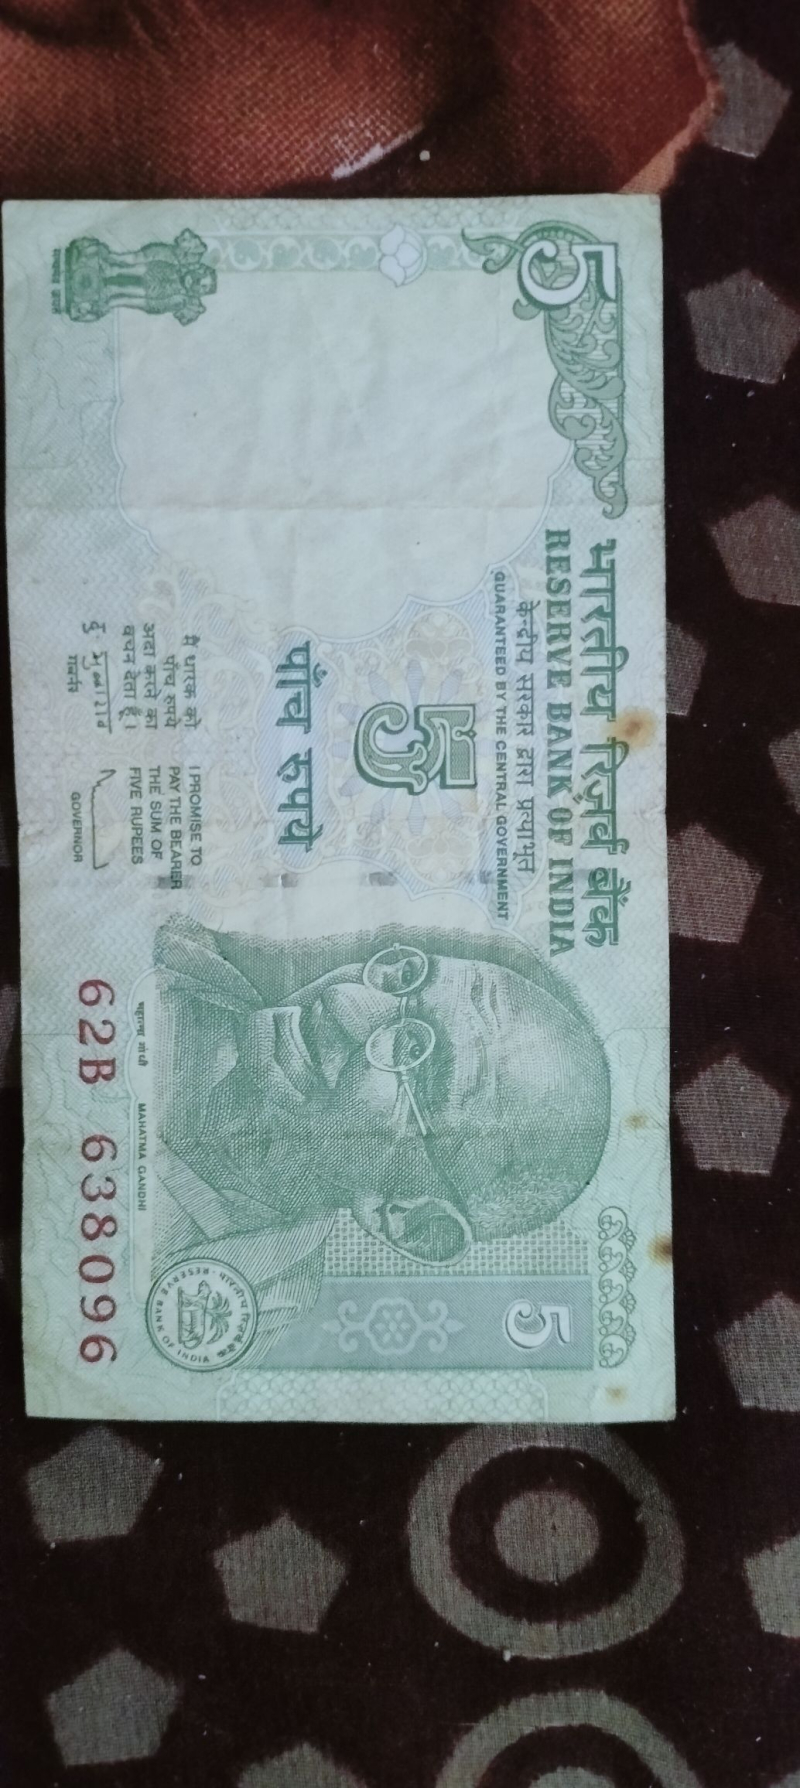 5
भारतीय रिज़र्व बैंक
RESERVE BANK OF INDIA
केन्द्रीय सरकार द्वारा प्रत्याभूत
GUARANTEED BY THE CENTRAL GOVERNMENT
5
५
पाँच रुपये
मैं धारक को
पाँच रुपये
अदा करने का
वचन देता हूँ।
गवर्नर
I PROMISE TO
PAY THE BEARER
THE SUM OF
FIVE RUPEES
GOVERNOR
महात्मा गांधी MAHATMA GANDHI
62B 638096
सत्यमेव जयते
भारतीय रिज़र्व बैंक
RESERVE BANK OF INDIA